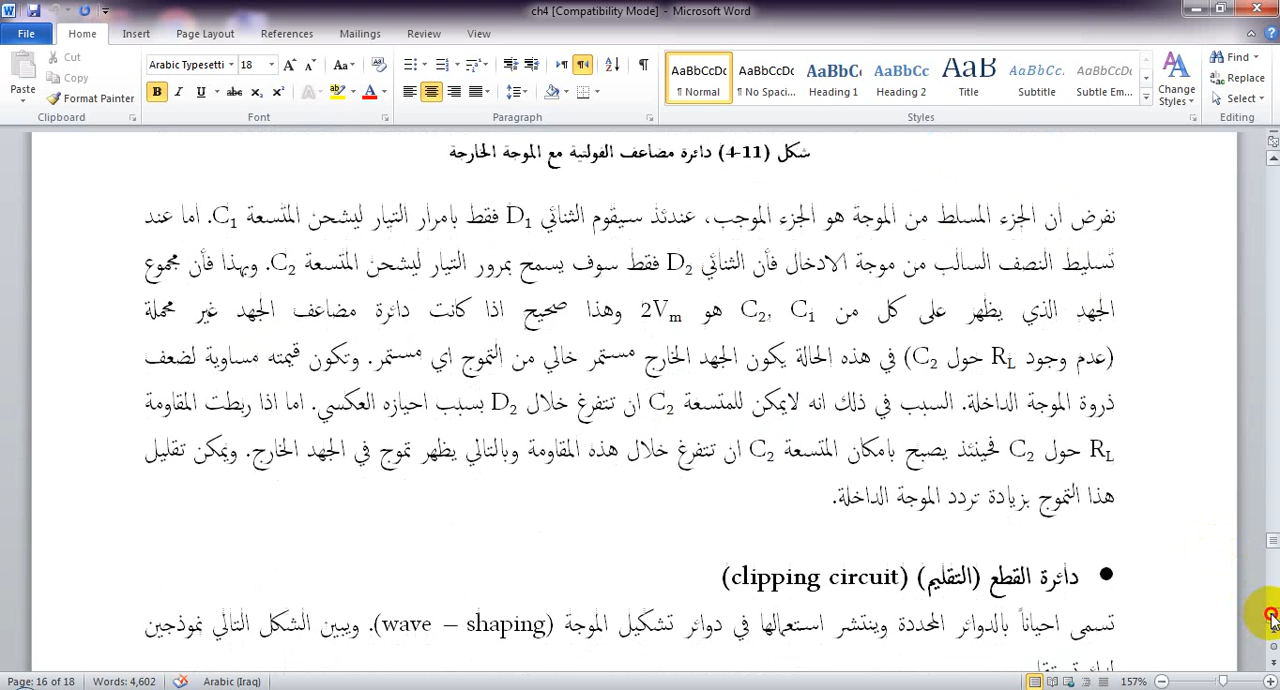 ch4 [Compatibility Mode] - Microsoft Word
File Home Insert Page Layout References Mailings Review View
Paste Cut Copy Format Painter Clipboard
Arabic Typesetti 18 Font
Paragraph
AaBbCcDc ¶ Normal AaBbCcDc ¶ No Spaci... AaBbCc Heading 1 AaBbCc Heading 2 AaB Title AaBbCc. Subtitle AaBbCcDc Subtle Em... Change Styles Styles
Find Replace Select Editing
شكل (11-4) دائرة مضاعف الفولتية مع الموجة الخارجة
نفرض ان الجزء المسلط من الموجة هو الجزء الموجب، عندئذ سيقوم الثنائي D1 فقط بامرار التيار ليشحن المتسعة C1. اما عند
تسليط النصف السالب من موجة الادخال فأن الثنائي D2 فقط سوف يسمح بمرور التيار ليشحن المتسعة C2. وبهذا فأن مجموع
الجهد الذي يظهر على كل من C2, C1 هو 2Vm وهذا صحيح اذا كانت دائرة مضاعف الجهد غير محملة
(عدم وجود RL حول C2) في هذه الحالة يكون الجهد الخارج مستمر خالي من التموج اي مستمر. وتكون قيمته مساوية لضعف
ذروة الموجة الداخلة. السبب في ذلك انه لايمكن للمتسعة C2 ان تتفرغ خلال D2 بسبب احيازه العكسي. اما اذا ربطت المقاومة
RL حول C2 فحينئذ يصبح بامكان المتسعة C2 ان تتفرغ خلال هذه المقاومة وبالتالي يظهر تموج في الجهد الخارج. ويمكن تقليل
هذا التموج بزيادة تردد الموجة الداخلة.
● دائرة القطع (التقليم) (clipping circuit)
تسمى احياناً بالدوائر المحددة وينتشر استعمالها في دوائر تشكيل الموجة (wave – shaping). ويبين الشكل التالي نموذجين
Page: 16 of 18 Words: 4,602 Arabic (Iraq) 157%